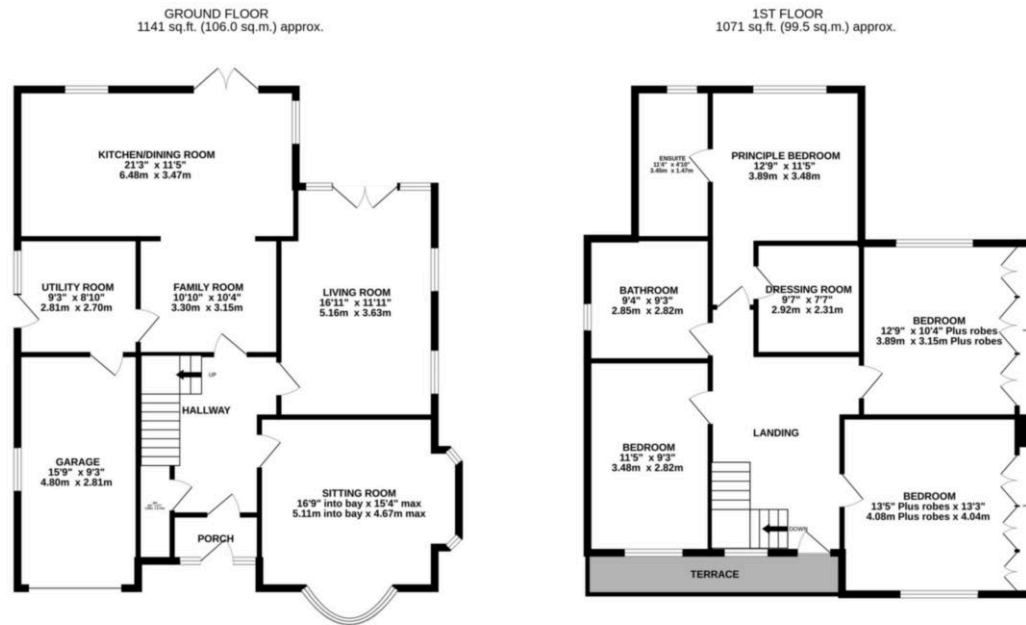 GROUND FLOOR
1141 sq.ft. (106.0 sq.m.) approx.
KITCHEN/DINING ROOM
21'3" x 11'5"
6.48m x 3.47m
UTILITY ROOM
9'3" x 8'10"
2.81m x 2.70m
FAMILY ROOM
10'10" x 10'4"
3.30m x 3.15m
LIVING ROOM
16'11" x 11'11"
5.16m x 3.63m
UP
HALLWAY
GARAGE
15'9" x 9'3"
4.80m x 2.81m
SITTING ROOM
16'9" into bay x 15'4" max
5.11m into bay x 4.67m max
PORCH
1ST FLOOR
1071 sq.ft. (99.5 sq.m.) approx.
ENSUITE
11'4" x 4'10"
3.45m x 1.47m
PRINCIPLE BEDROOM
12'9" x 11'5"
3.89m x 3.48m
BATHROOM
9'4" x 9'3"
2.85m x 2.82m
DRESSING ROOM
9'7" x 7'7"
2.92m x 2.31m
BEDROOM
12'9" x 10'4" Plus robes
3.89m x 3.15m Plus robes
BEDROOM
11'5" x 9'3"
3.48m x 2.82m
LANDING
BEDROOM
13'5" Plus robes x 13'3"
4.08m Plus robes x 4.04m
DOWN
TERRACE